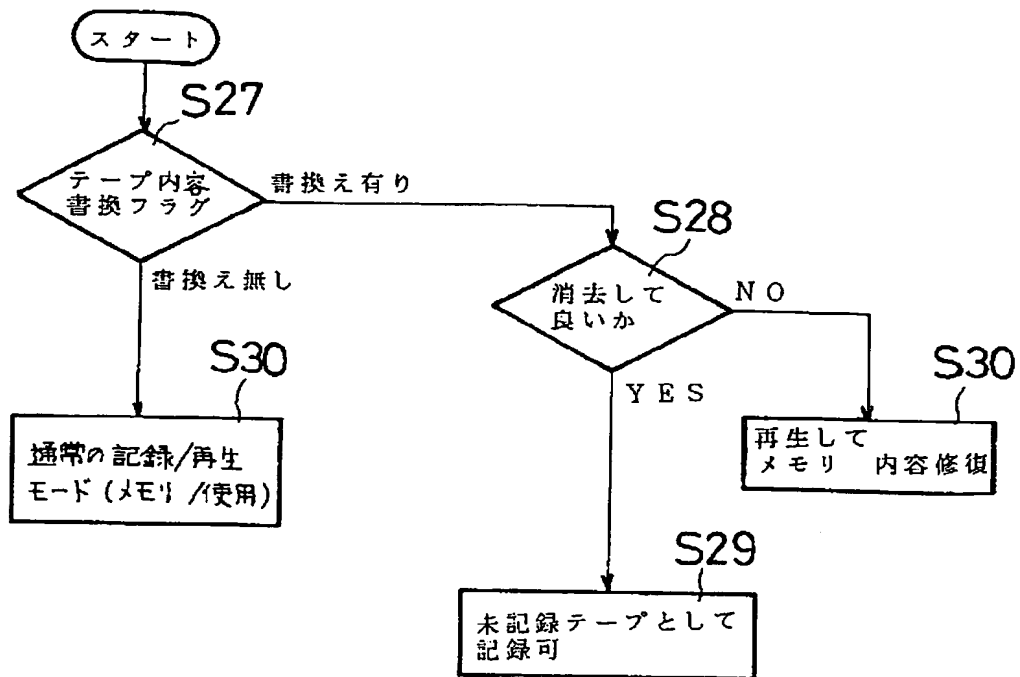 スタート
S27
テープ内容
書換フラグ
書換え有り
書換え無し
S28
消去して
良いか
NO
YES
S30
通常の記録/再生
モード(メモリ/使用)
S30
再生して
メモリ 内容修復
S29
未記録テープとして
記録可